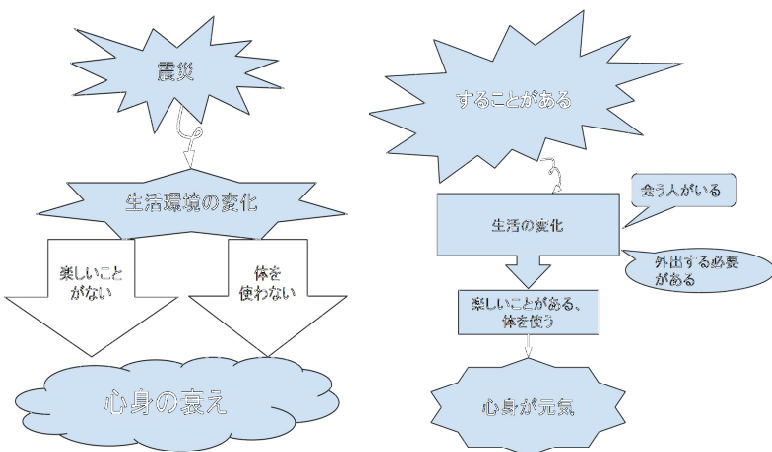 震災
生活環境の変化
楽しいこと
がない
体を
使わない
心身の衰え
することがある
会う人がいる
生活の変化
外出する必要
がある
楽しいことがある、
体を使う
心身が元気